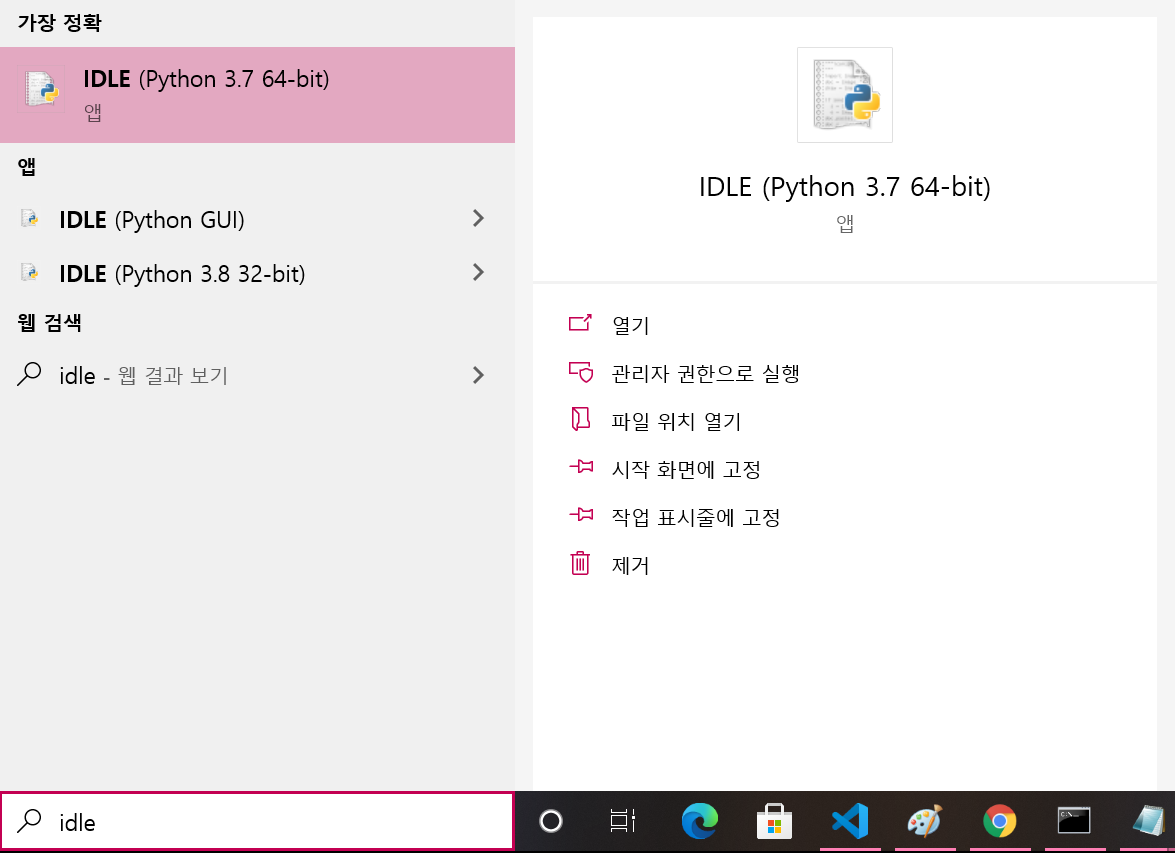 가장 정확
IDLE (Python 3.7 64-bit)
앱
앱
IDLE (Python GUI)
IDLE (Python 3.8 32-bit)
웹 검색
idle - 웹 결과 보기
IDLE (Python 3.7 64-bit)
앱
열기
관리자 권한으로 실행
파일 위치 열기
시작 화면에 고정
작업 표시줄에 고정
제거
idle